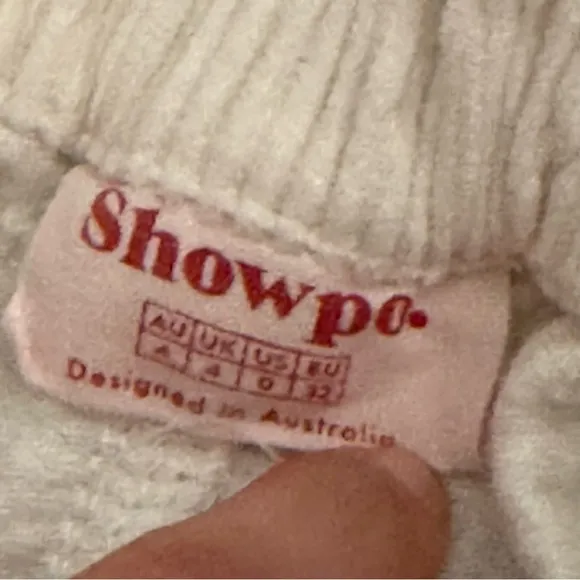 Showpo.
AU UK US EU
4 4 0 32
Designed in Australia